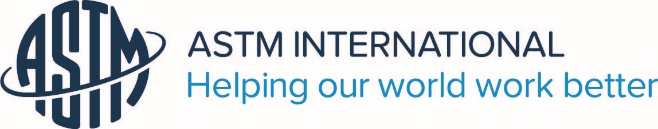 ASTM
ASTM INTERNATIONAL
Helping our world work better